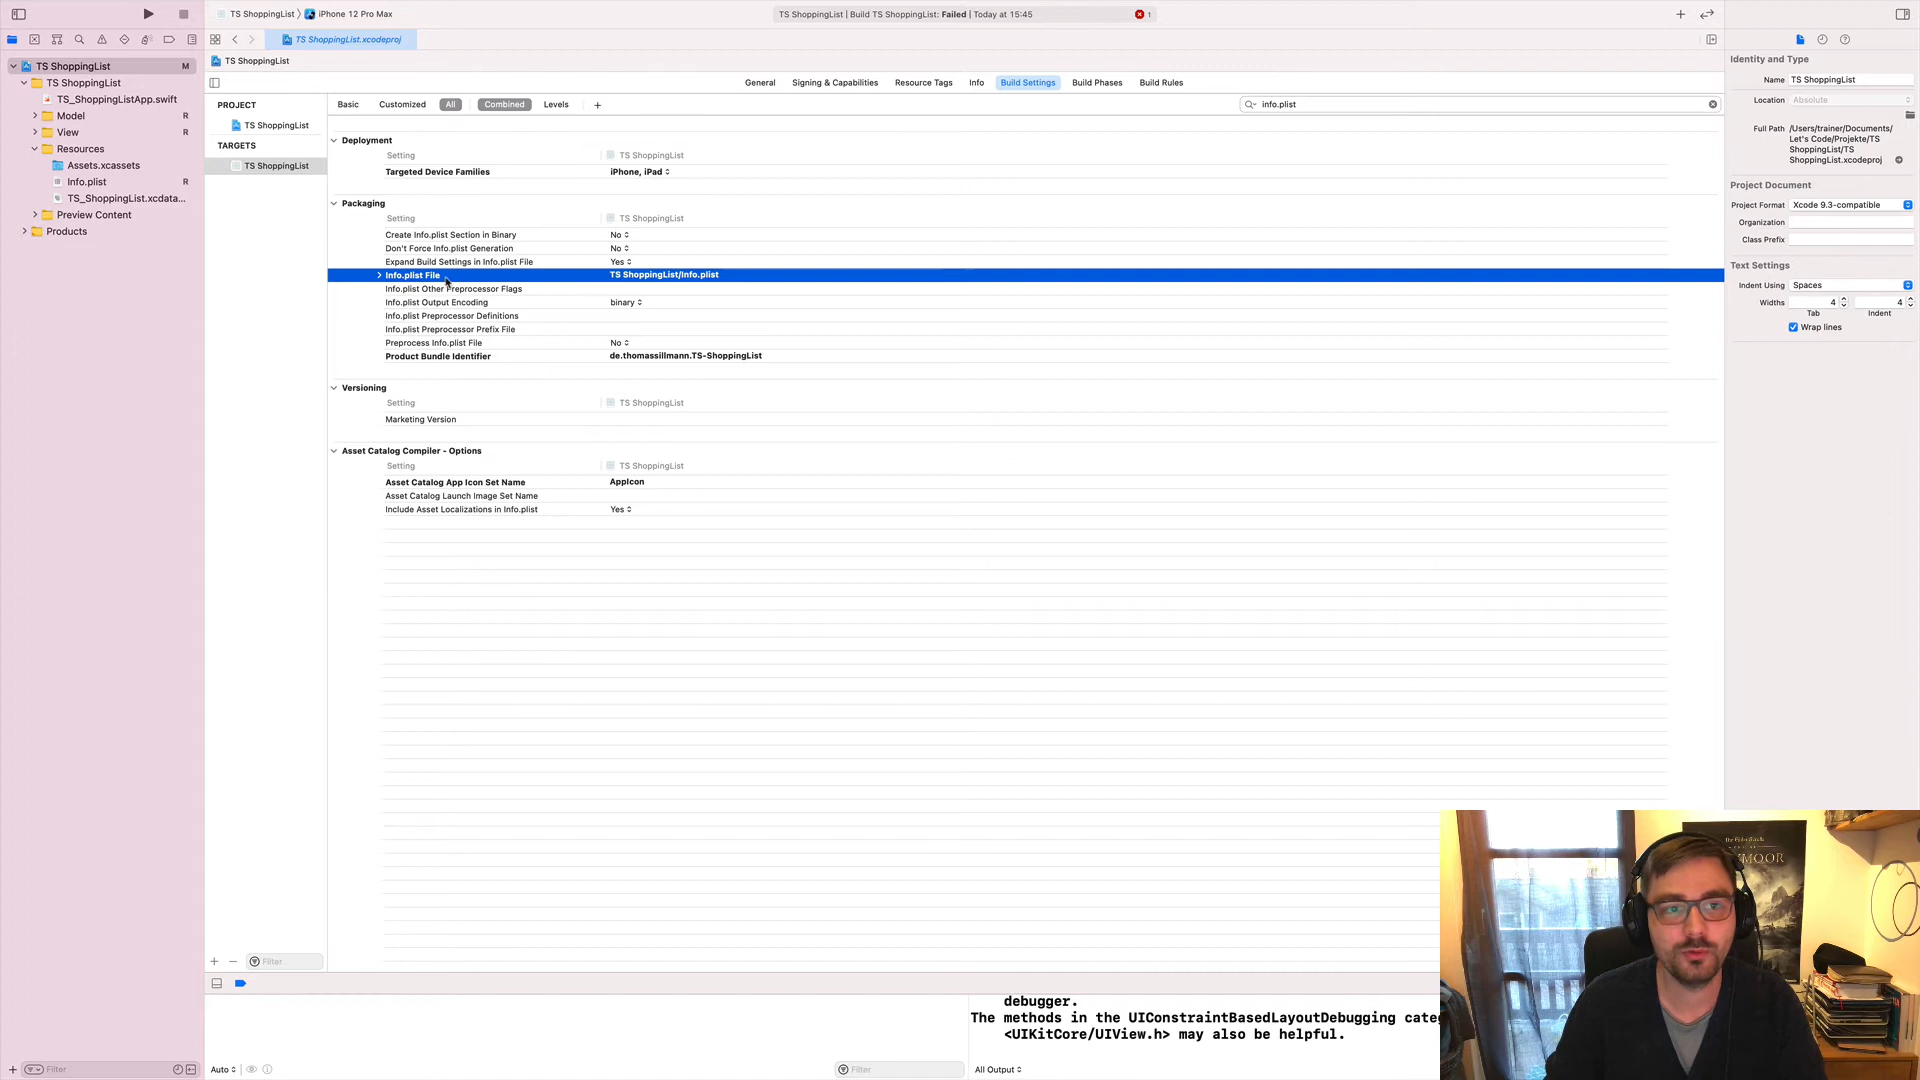 TS ShoppingList
iPhone 12 Pro Max
TS ShoppingList | Build TS ShoppingList: Failed | Today at 15:45
1
TS ShoppingList.xcodeproj
TS ShoppingList
M
TS ShoppingList
TS_ShoppingListApp.swift
Model
R
View
R
Resources
Assets.xcassets
Info.plist
R
TS_ShoppingList.xcdata...
Preview Content
Products
TS ShoppingList
General
Signing & Capabilities
Resource Tags
Info
Build Settings
Build Phases
Build Rules
PROJECT
TS ShoppingList
TARGETS
TS ShoppingList
Basic
Customized
All
Combined
Levels
info.plist
Deployment
Setting
TS ShoppingList
Targeted Device Families
iPhone, iPad
Packaging
Setting
TS ShoppingList
Create Info.plist Section in Binary
No
Don't Force Info.plist Generation
No
Expand Build Settings in Info.plist File
Yes
Info.plist File
TS ShoppingList/Info.plist
Info.plist Other Preprocessor Flags
Info.plist Output Encoding
binary
Info.plist Preprocessor Definitions
Info.plist Preprocessor Prefix File
Preprocess Info.plist File
No
Product Bundle Identifier
de.thomassillmann.TS-ShoppingList
Versioning
Setting
TS ShoppingList
Marketing Version
Asset Catalog Compiler - Options
Setting
TS ShoppingList
Asset Catalog App Icon Set Name
AppIcon
Asset Catalog Launch Image Set Name
Include Asset Localizations in Info.plist
Yes
Identity and Type
Name
TS ShoppingList
Location
Absolute
Full Path
/Users/trainer/Documents/
Let's Code/Projekte/TS
ShoppingList/TS
ShoppingList.xcodeproj
Project Document
Project Format
Xcode 9.3-compatible
Organization
Class Prefix
Text Settings
Indent Using
Spaces
Widths
4
4
Tab
Indent
Wrap lines
Filter
debugger.
The methods in the UIConstraintBasedLayoutDebugging categ
<UIKitCore/UIView.h> may also be helpful.
Filter
Auto
Filter
All Output